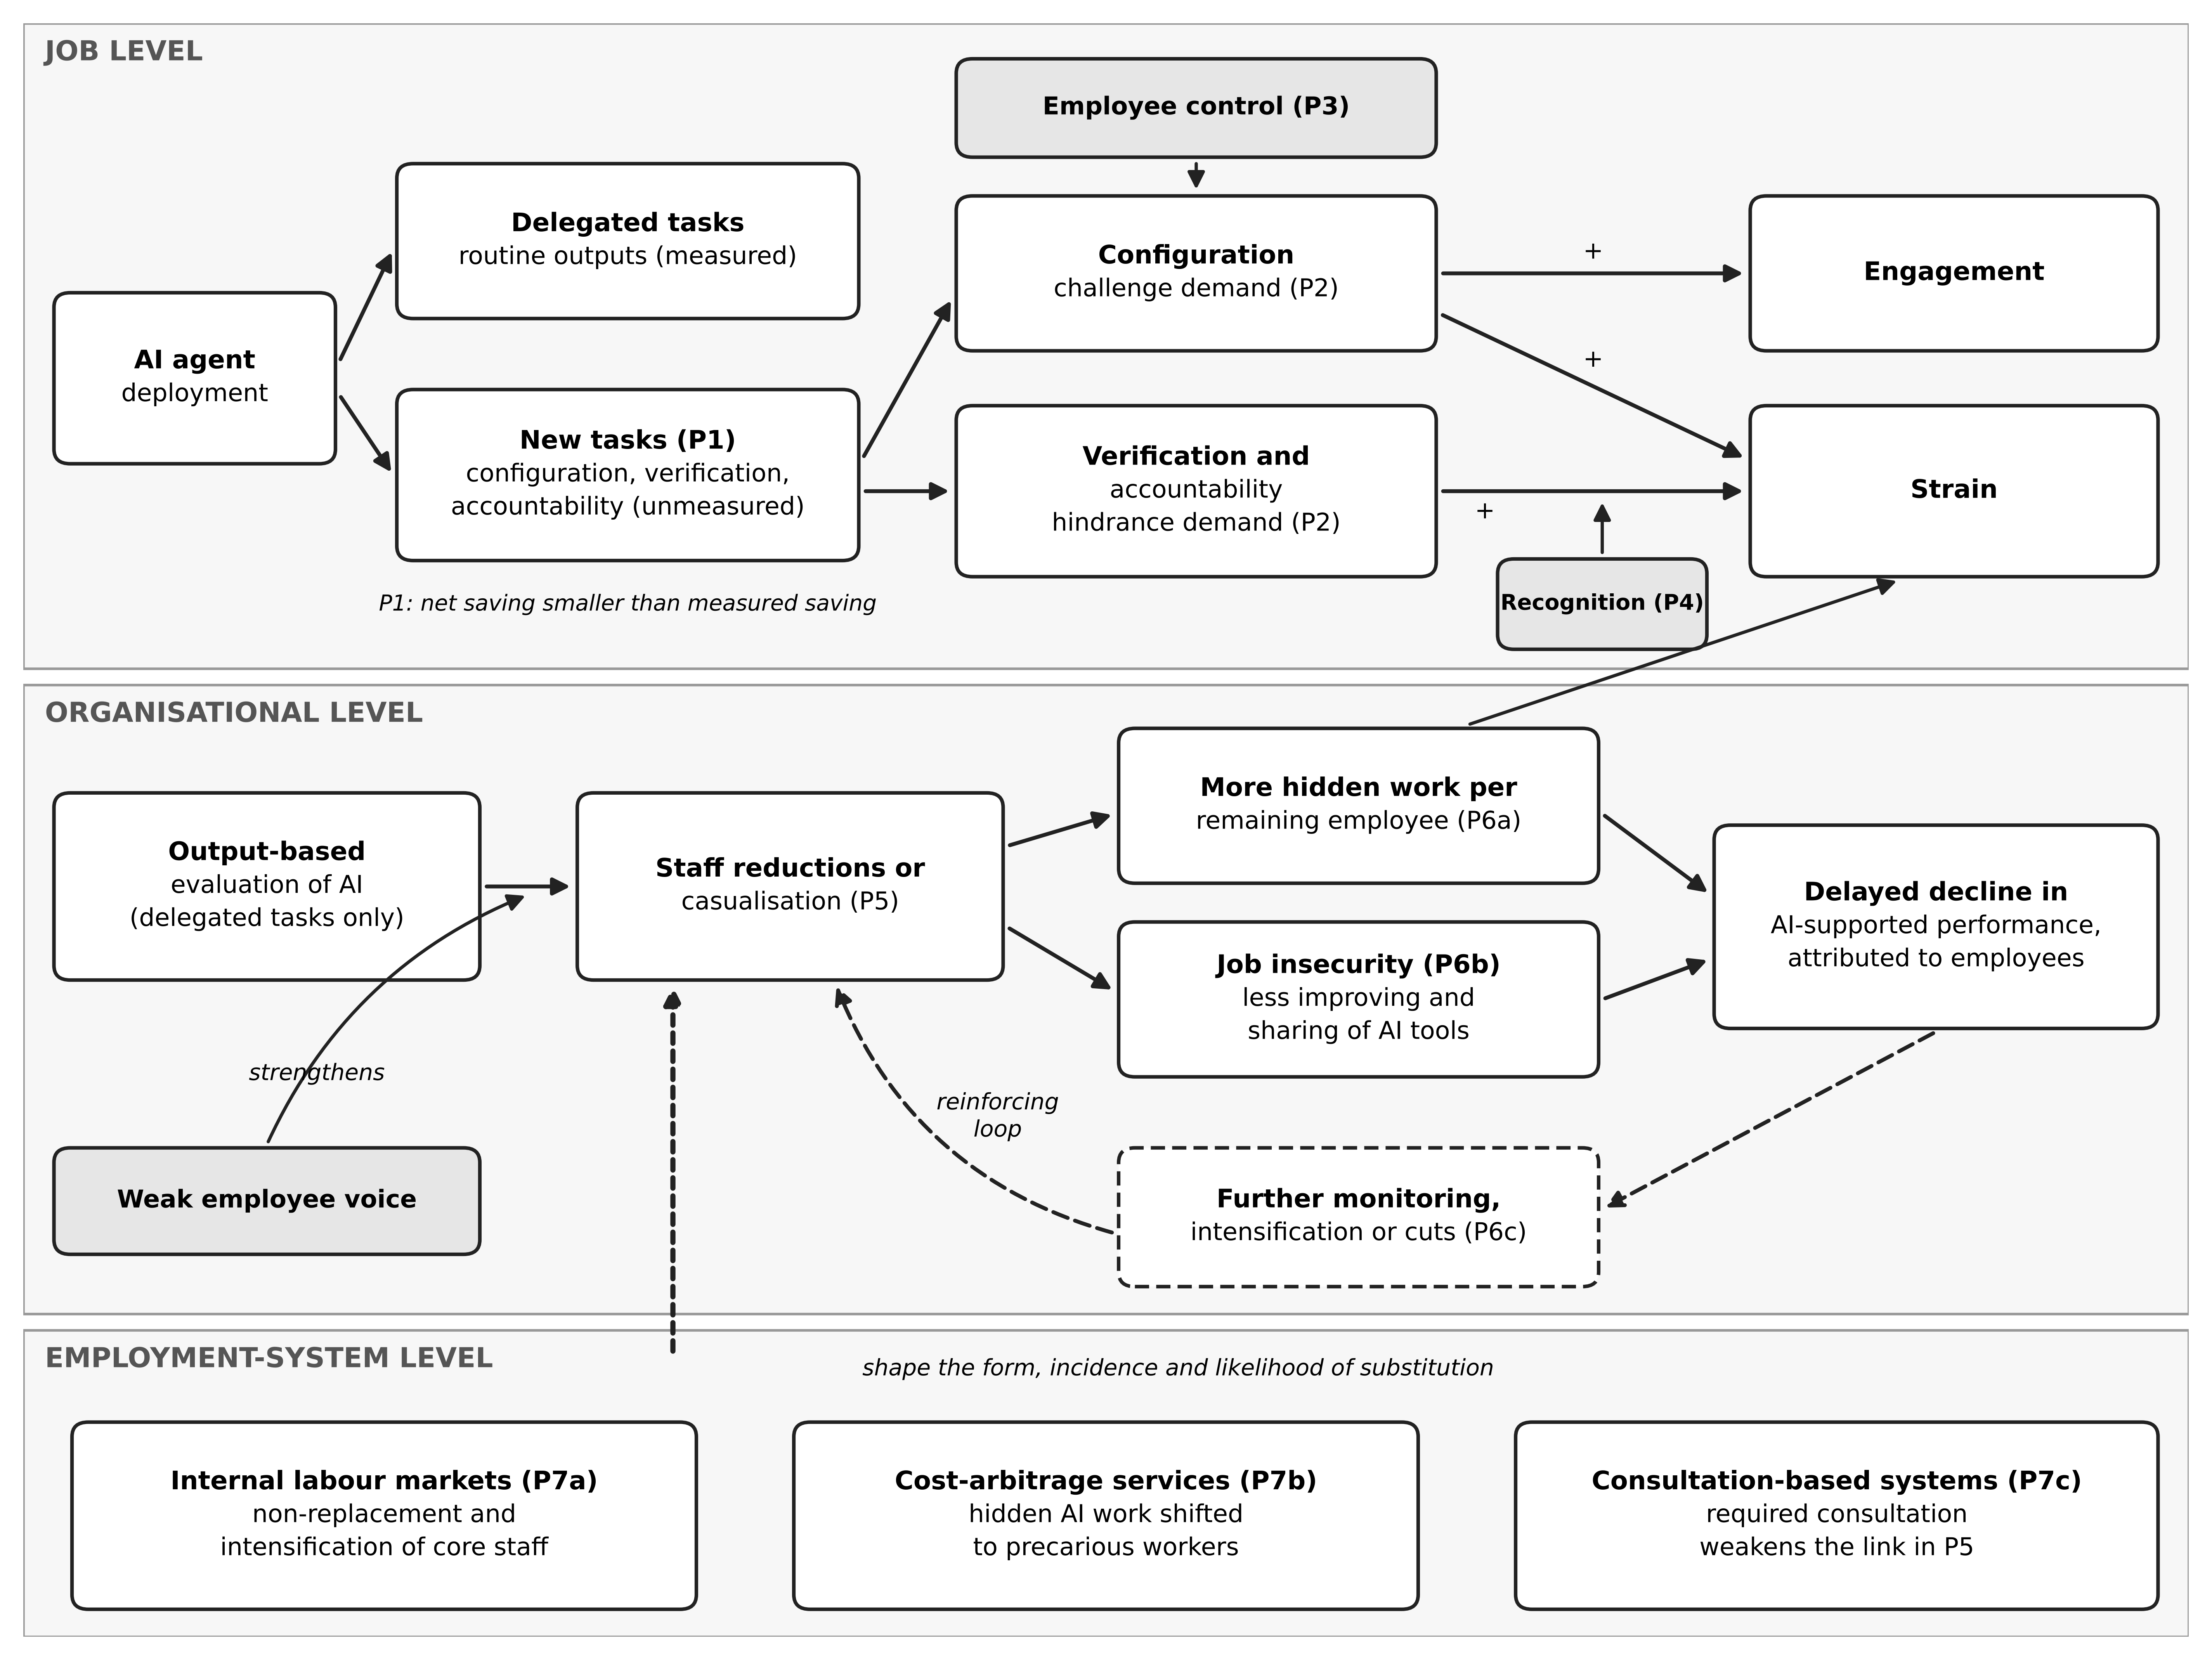 JOB LEVEL
Employee control (P3)
Delegated tasks
routine outputs (measured)
Configuration
challenge demand (P2)
+
Engagement
AI agent
deployment
+
New tasks (P1)
configuration, verification,
accountability (unmeasured)
Verification and
accountability
hindrance demand (P2)
+
Strain
P1: net saving smaller than measured saving
Recognition (P4)
ORGANISATIONAL LEVEL
More hidden work per
remaining employee (P6a)
Output-based
evaluation of AI
(delegated tasks only)
Staff reductions or
casualisation (P5)
Delayed decline in
AI-supported performance,
attributed to employees
Job insecurity (P6b)
less improving and
sharing of AI tools
strengthens
reinforcing
loop
Weak employee voice
Further monitoring,
intensification or cuts (P6c)
EMPLOYMENT-SYSTEM LEVEL
shape the form, incidence and likelihood of substitution
Internal labour markets (P7a)
non-replacement and
intensification of core staff
Cost-arbitrage services (P7b)
hidden AI work shifted
to precarious workers
Consultation-based systems (P7c)
required consultation
weakens the link in P5